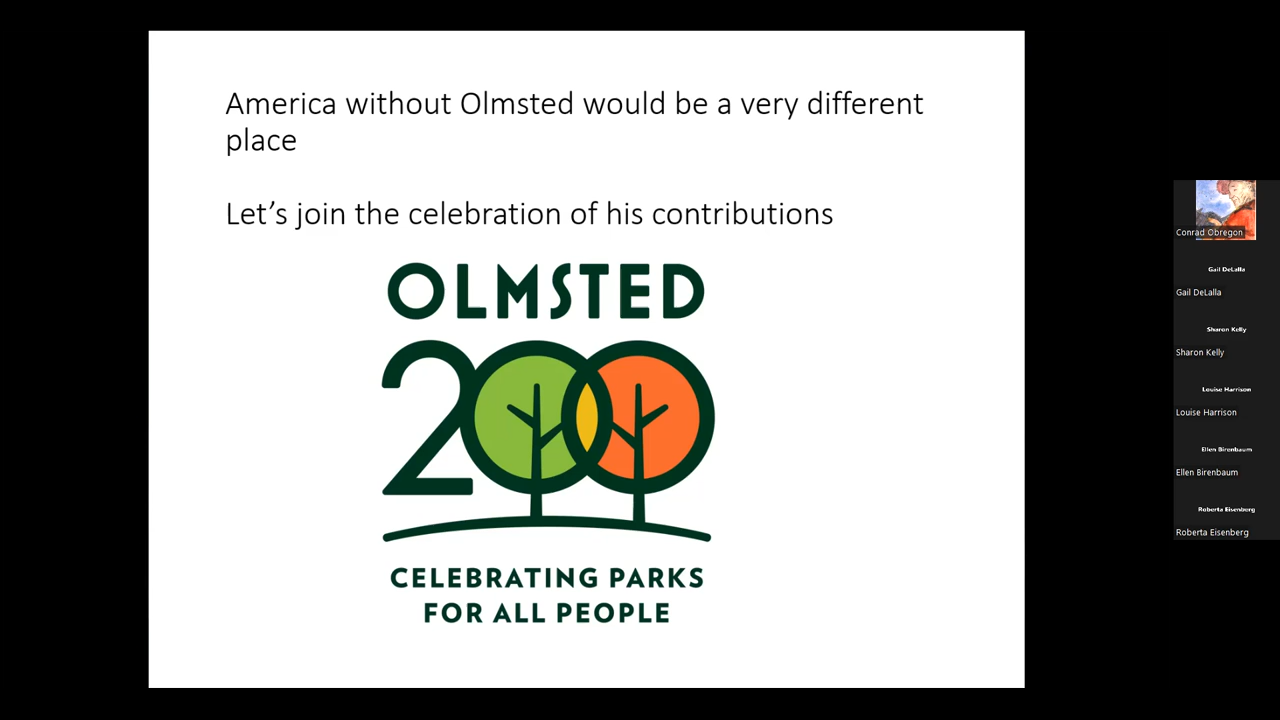 America without Olmsted would be a very different
place
Let’s join the celebration of his contributions
OLMSTED
200
CELEBRATING PARKS
FOR ALL PEOPLE
Conrad Obregon
Gail DeLalla
Gail DeLalla
Sharon Kelly
Sharon Kelly
Louise Harrison
Louise Harrison
Ellen Birenbaum
Ellen Birenbaum
Roberta Eisenberg
Roberta Eisenberg